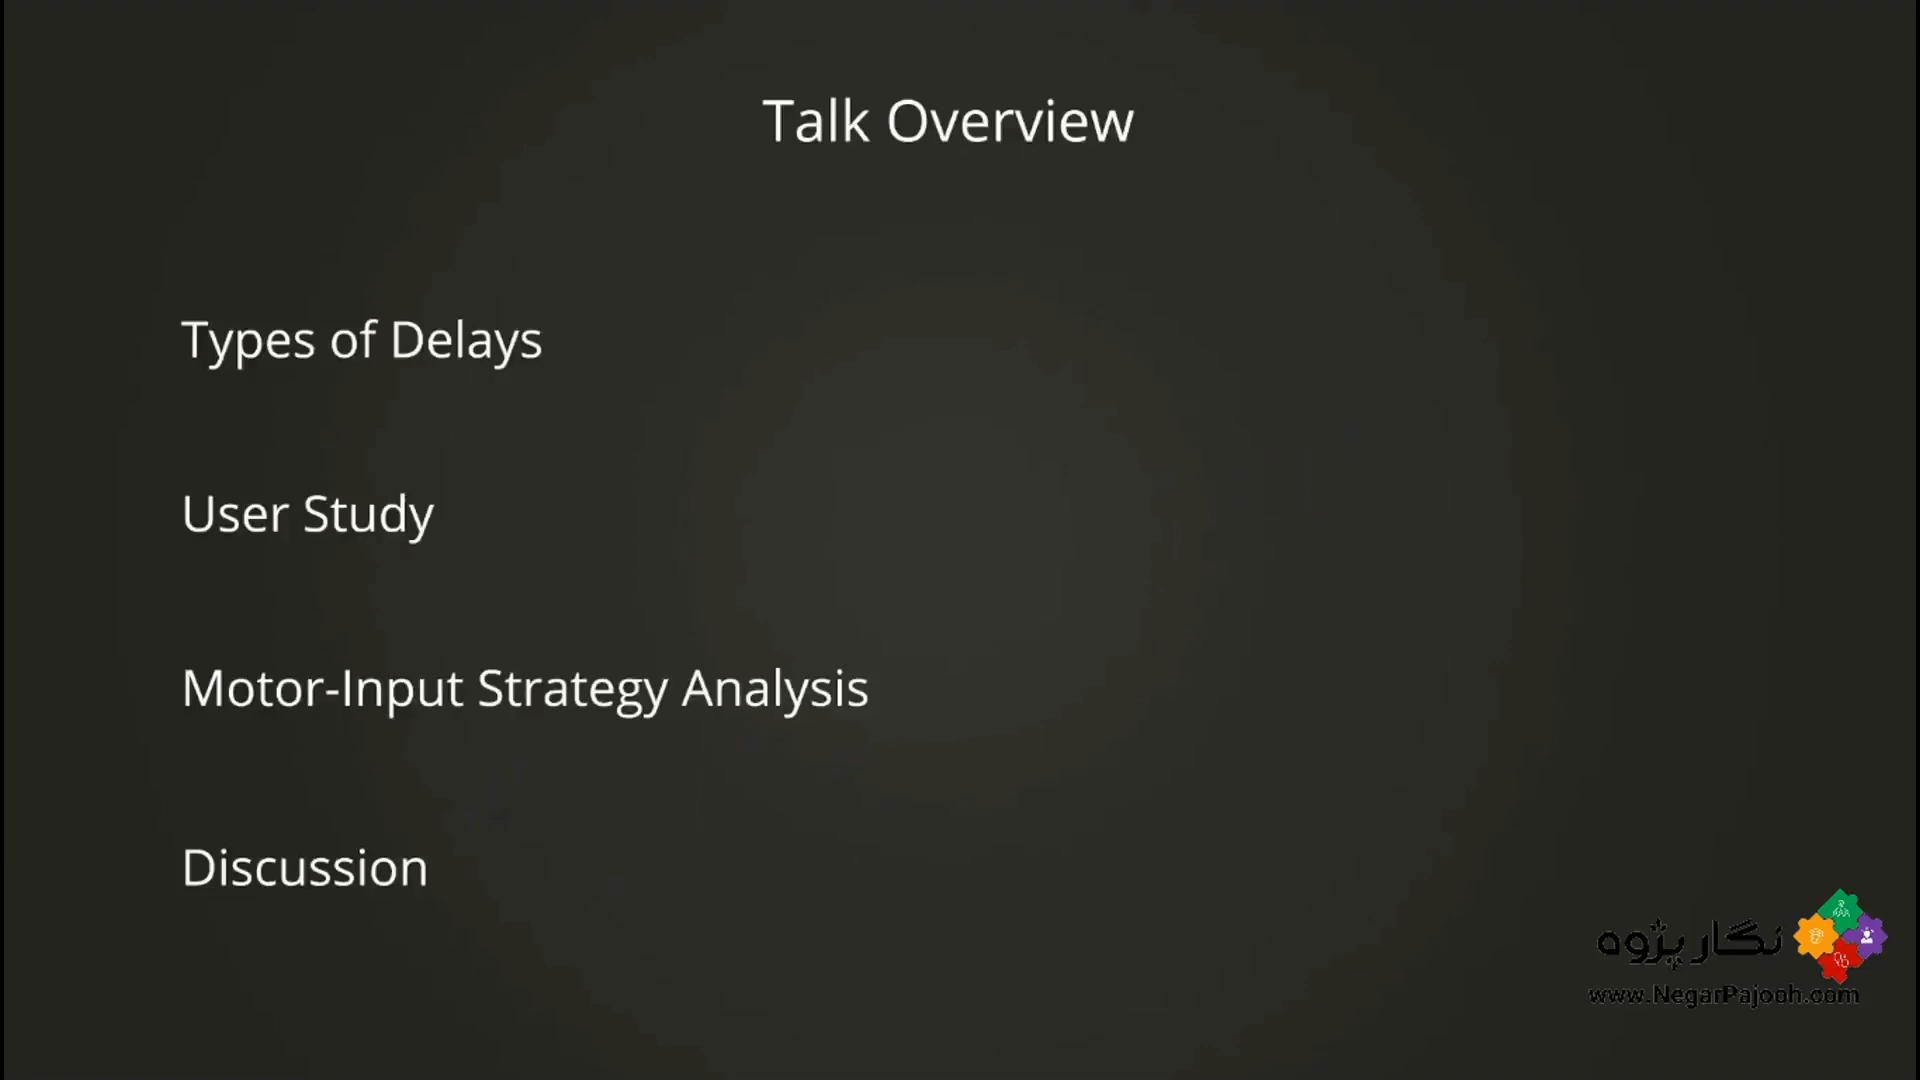 Talk Overview
Types of Delays
User Study
Motor-Input Strategy Analysis
Discussion
نگار پژوه
www.NegarPajooh.com